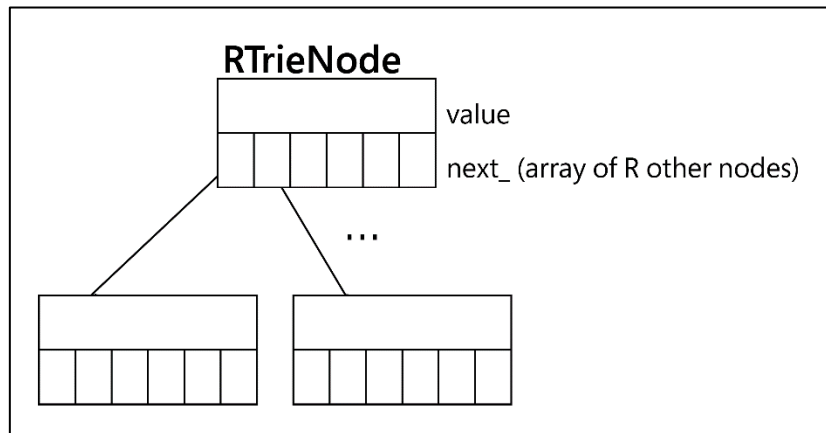 RTrieNode
value
next_ (array of R other nodes)
...